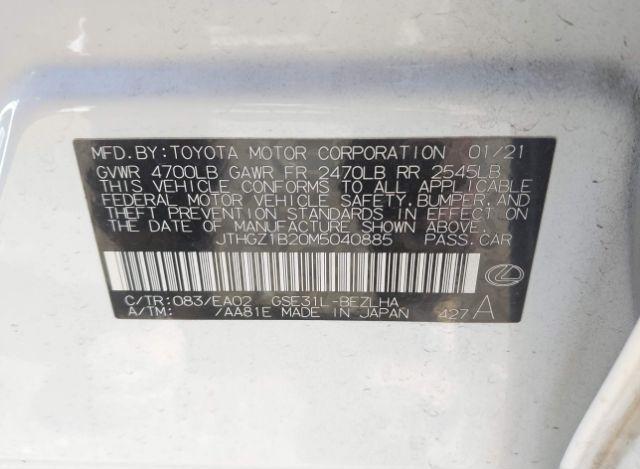 MFD. BY: TOYOTA MOTOR CORPORATION 01/21
GVWR 4700LB GAWR FR 2470LB RR 2545LB
THIS VEHICLE CONFORMS TO ALL APPLICABLE
FEDERAL MOTOR VEHICLE SAFETY, BUMPER, AND
THEFT PREVENTION STANDARDS IN EFFECT ON
THE DATE OF MANUFACTURE SHOWN ABOVE.
JTHGZ1B20M5040885 PASS. CAR
C/TR: 083/EA02 GSE31L-BEZLHA
A/TM: /AA81E MADE IN JAPAN 427 A